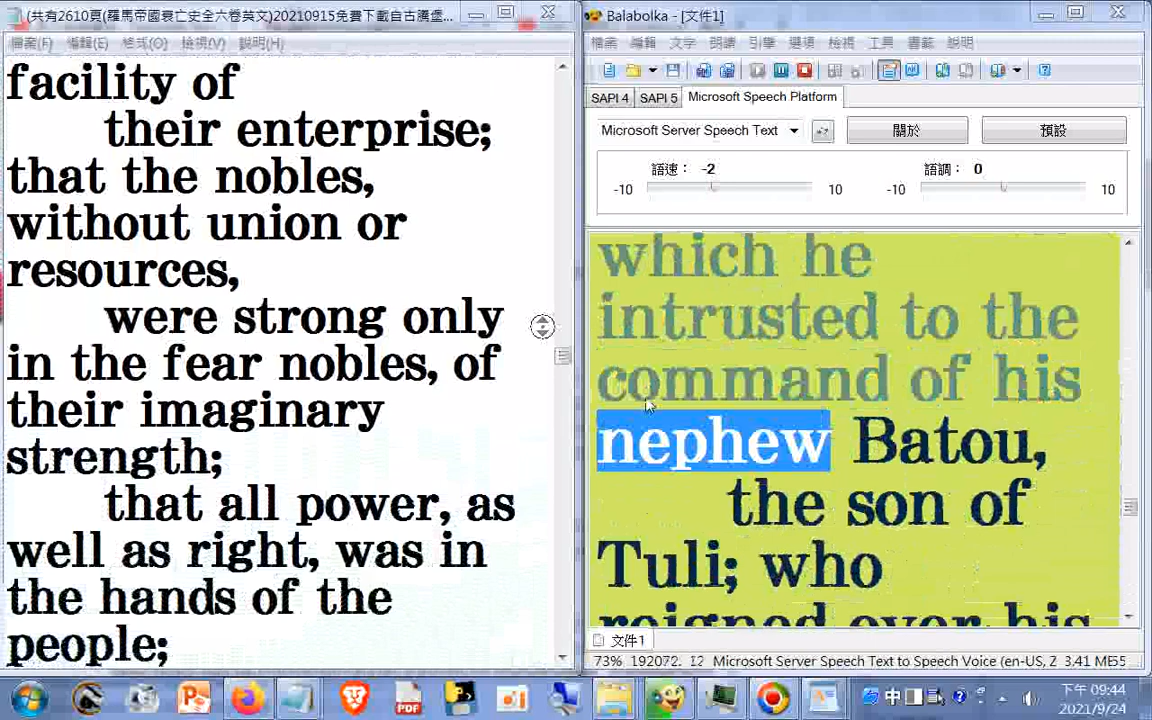 (共有2610頁(羅馬帝國衰亡史全六卷英文)20210915免費下載自古騰堡...
檔案(F) 編輯(E) 格式(O) 檢視(V) 說明(H)
facility of
their enterprise;
that the nobles,
without union or
resources,
were strong only
in the fear nobles, of
their imaginary
strength;
that all power, as
well as right, was in
the hands of the
people;
Balabolka - [文件1]
檔案 編輯 文字 朗讀 引擎 選項 檢視 工具 書籤 說明
SAPI 4 SAPI 5 Microsoft Speech Platform
Microsoft Server Speech Text 關於 預設
語速: -2 語調: 0
-10 10 -10 10
which he
intrusted to the
command of his
nephew Batou,
the son of
Tuli; who
reigned over his
文件1
73% 192072. Microsoft Server Speech Text to Speech Voice (en-US, Z 3.41 MB
中 下午 09:44
2021/9/24